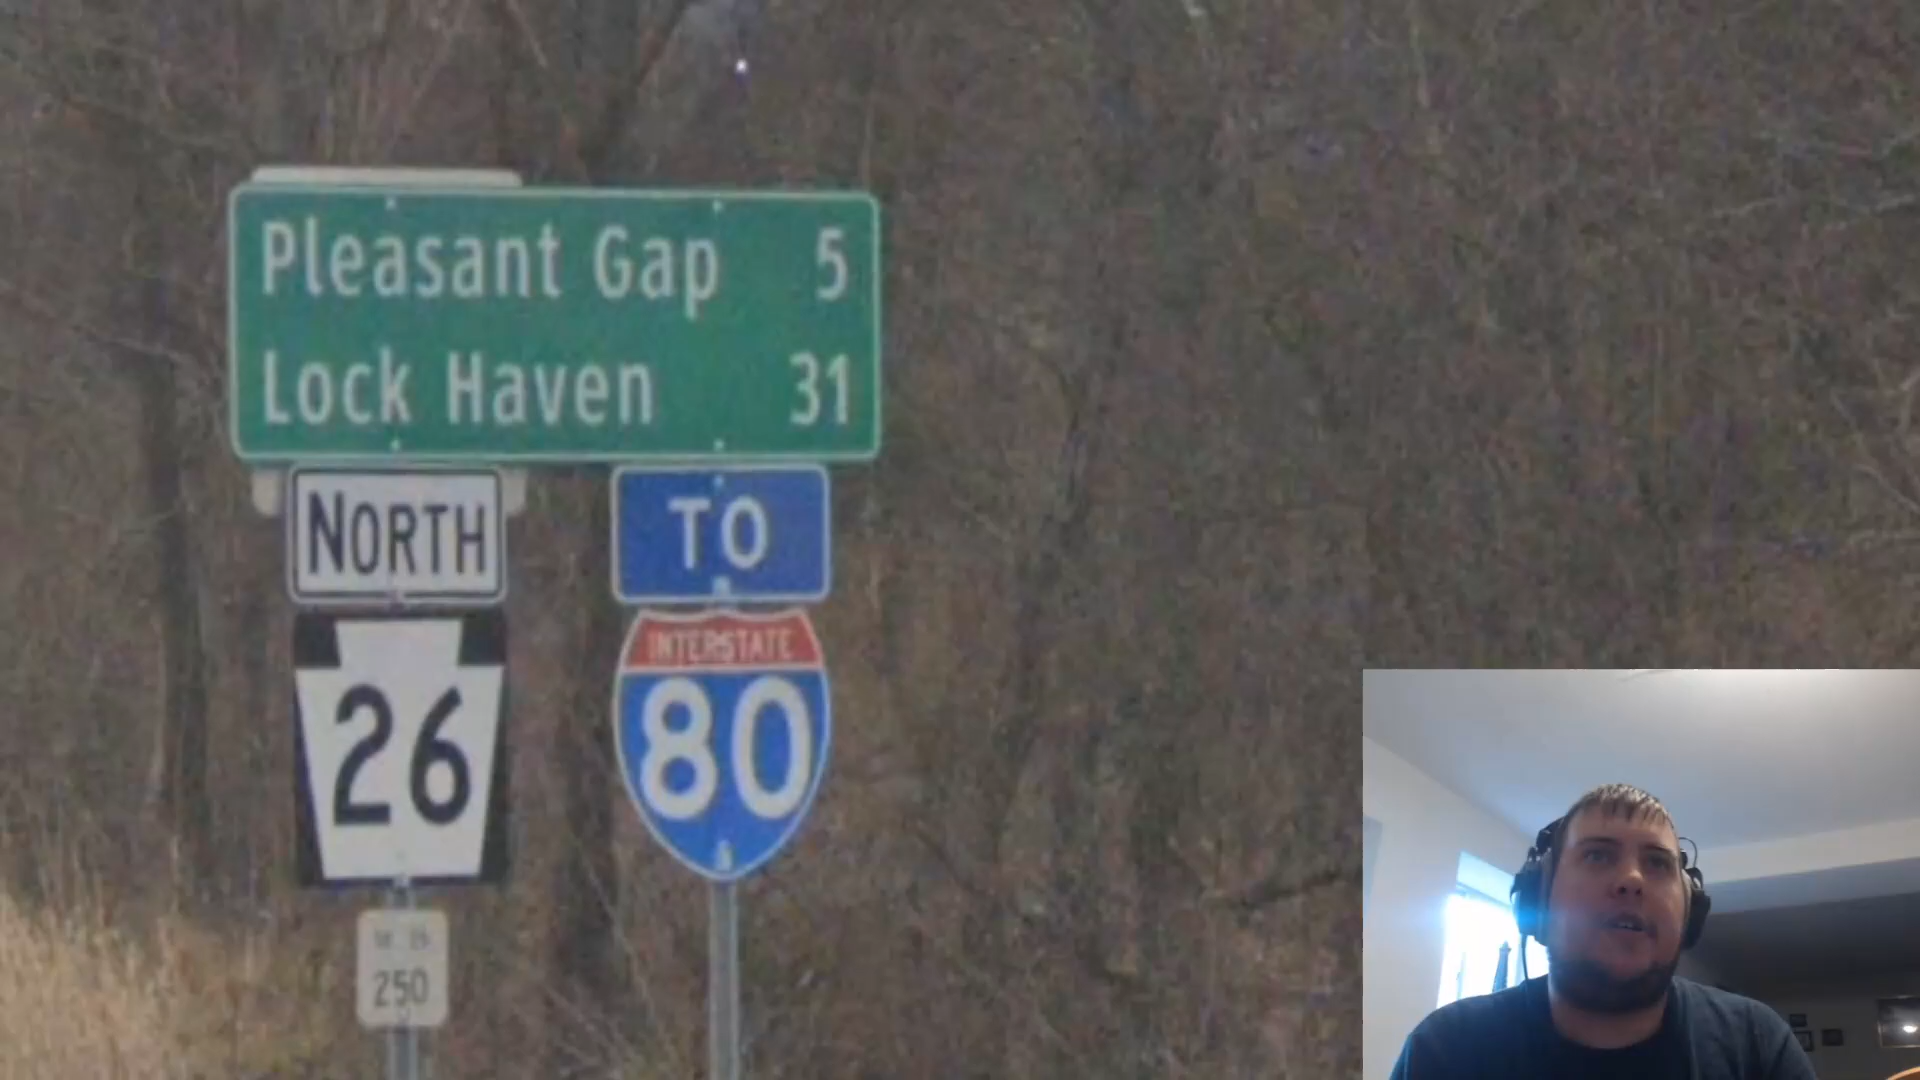 Pleasant Gap 5
Lock Haven 31
NORTH
TO
INTERSTATE
26
80
250